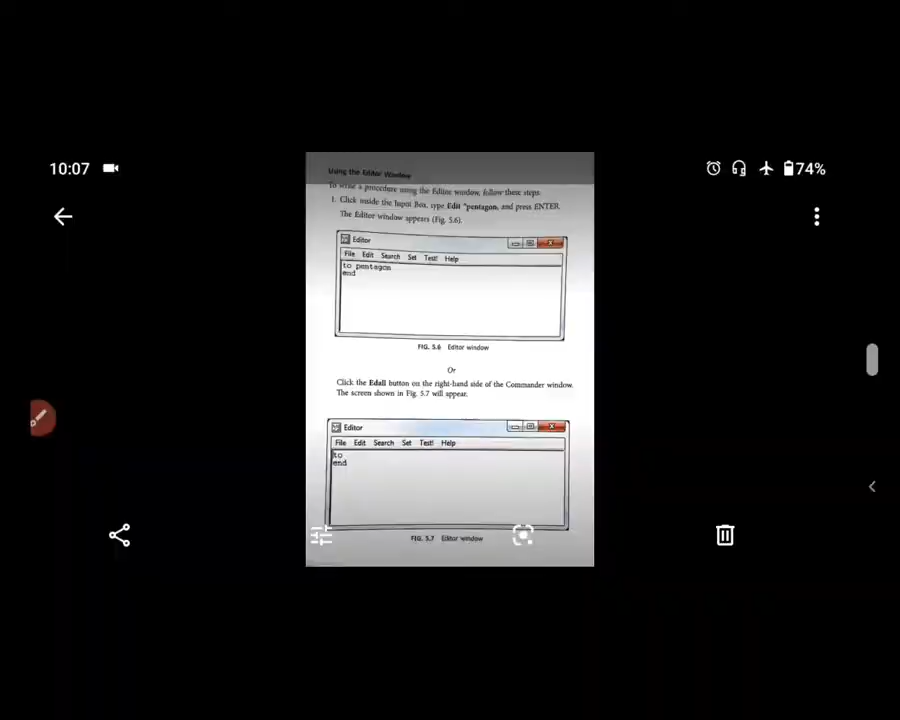 10:07
74%
Using the Editor Window
To write a procedure using the Editor window, follow these steps
1. Click inside the Input Box, type Edit "pentagon, and press ENTER.
The Editor window appears (Fig. 5.6).
Editor
File Edit Search Set Test! Help
to pentagon
end
FIG. 5.6 Editor window
Or
Click the Edall button on the right-hand side of the Commander window.
The screen shown in Fig. 5.7 will appear.
Editor
File Edit Search Set Test! Help
to
end
FIG. 5.7 Editor window